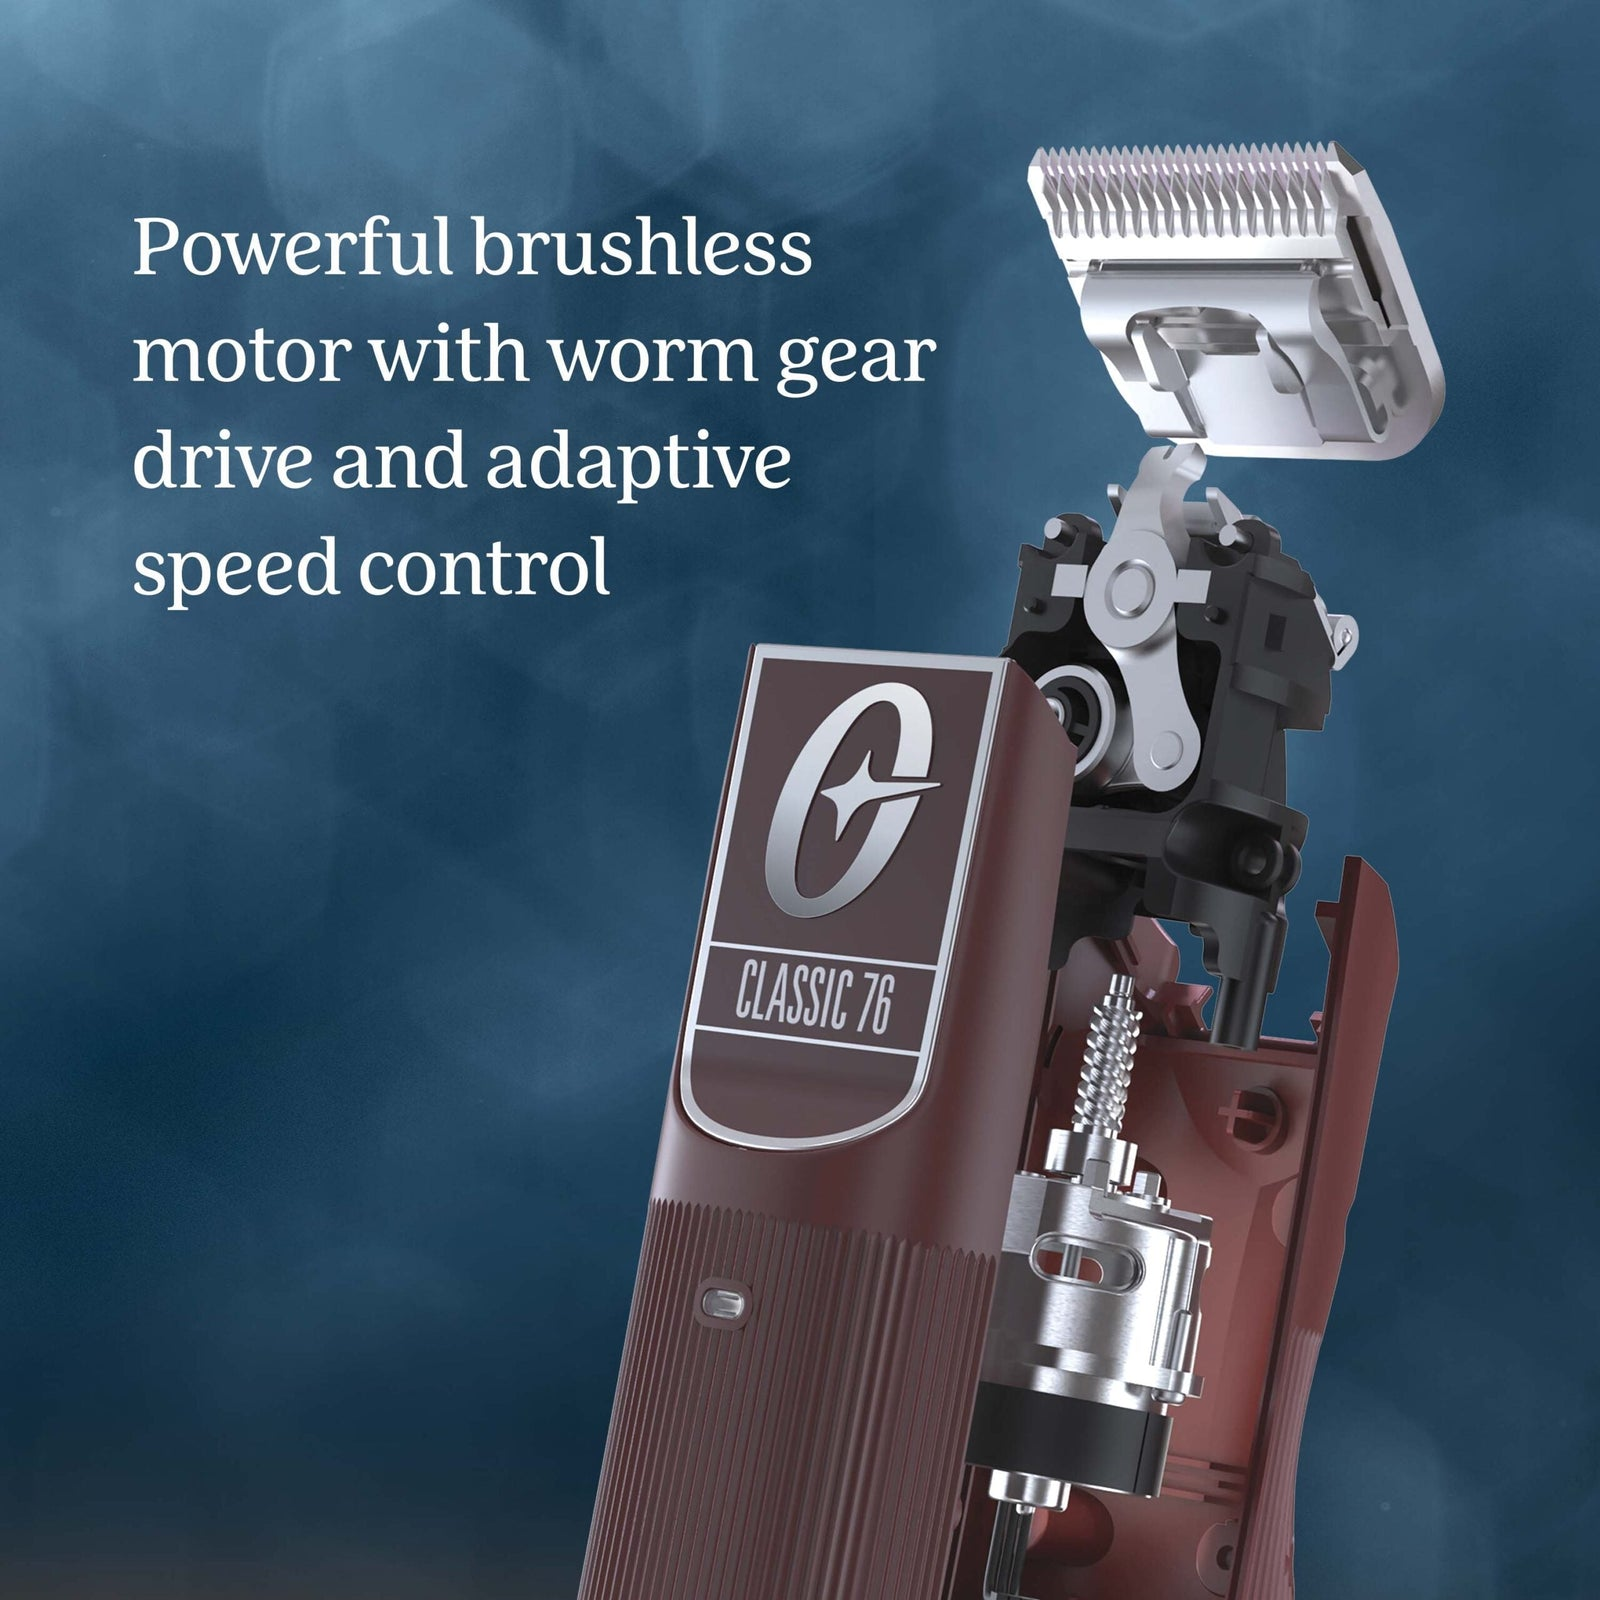 Powerful brushless
motor with worm gear
drive and adaptive
speed control
CLASSIC 76